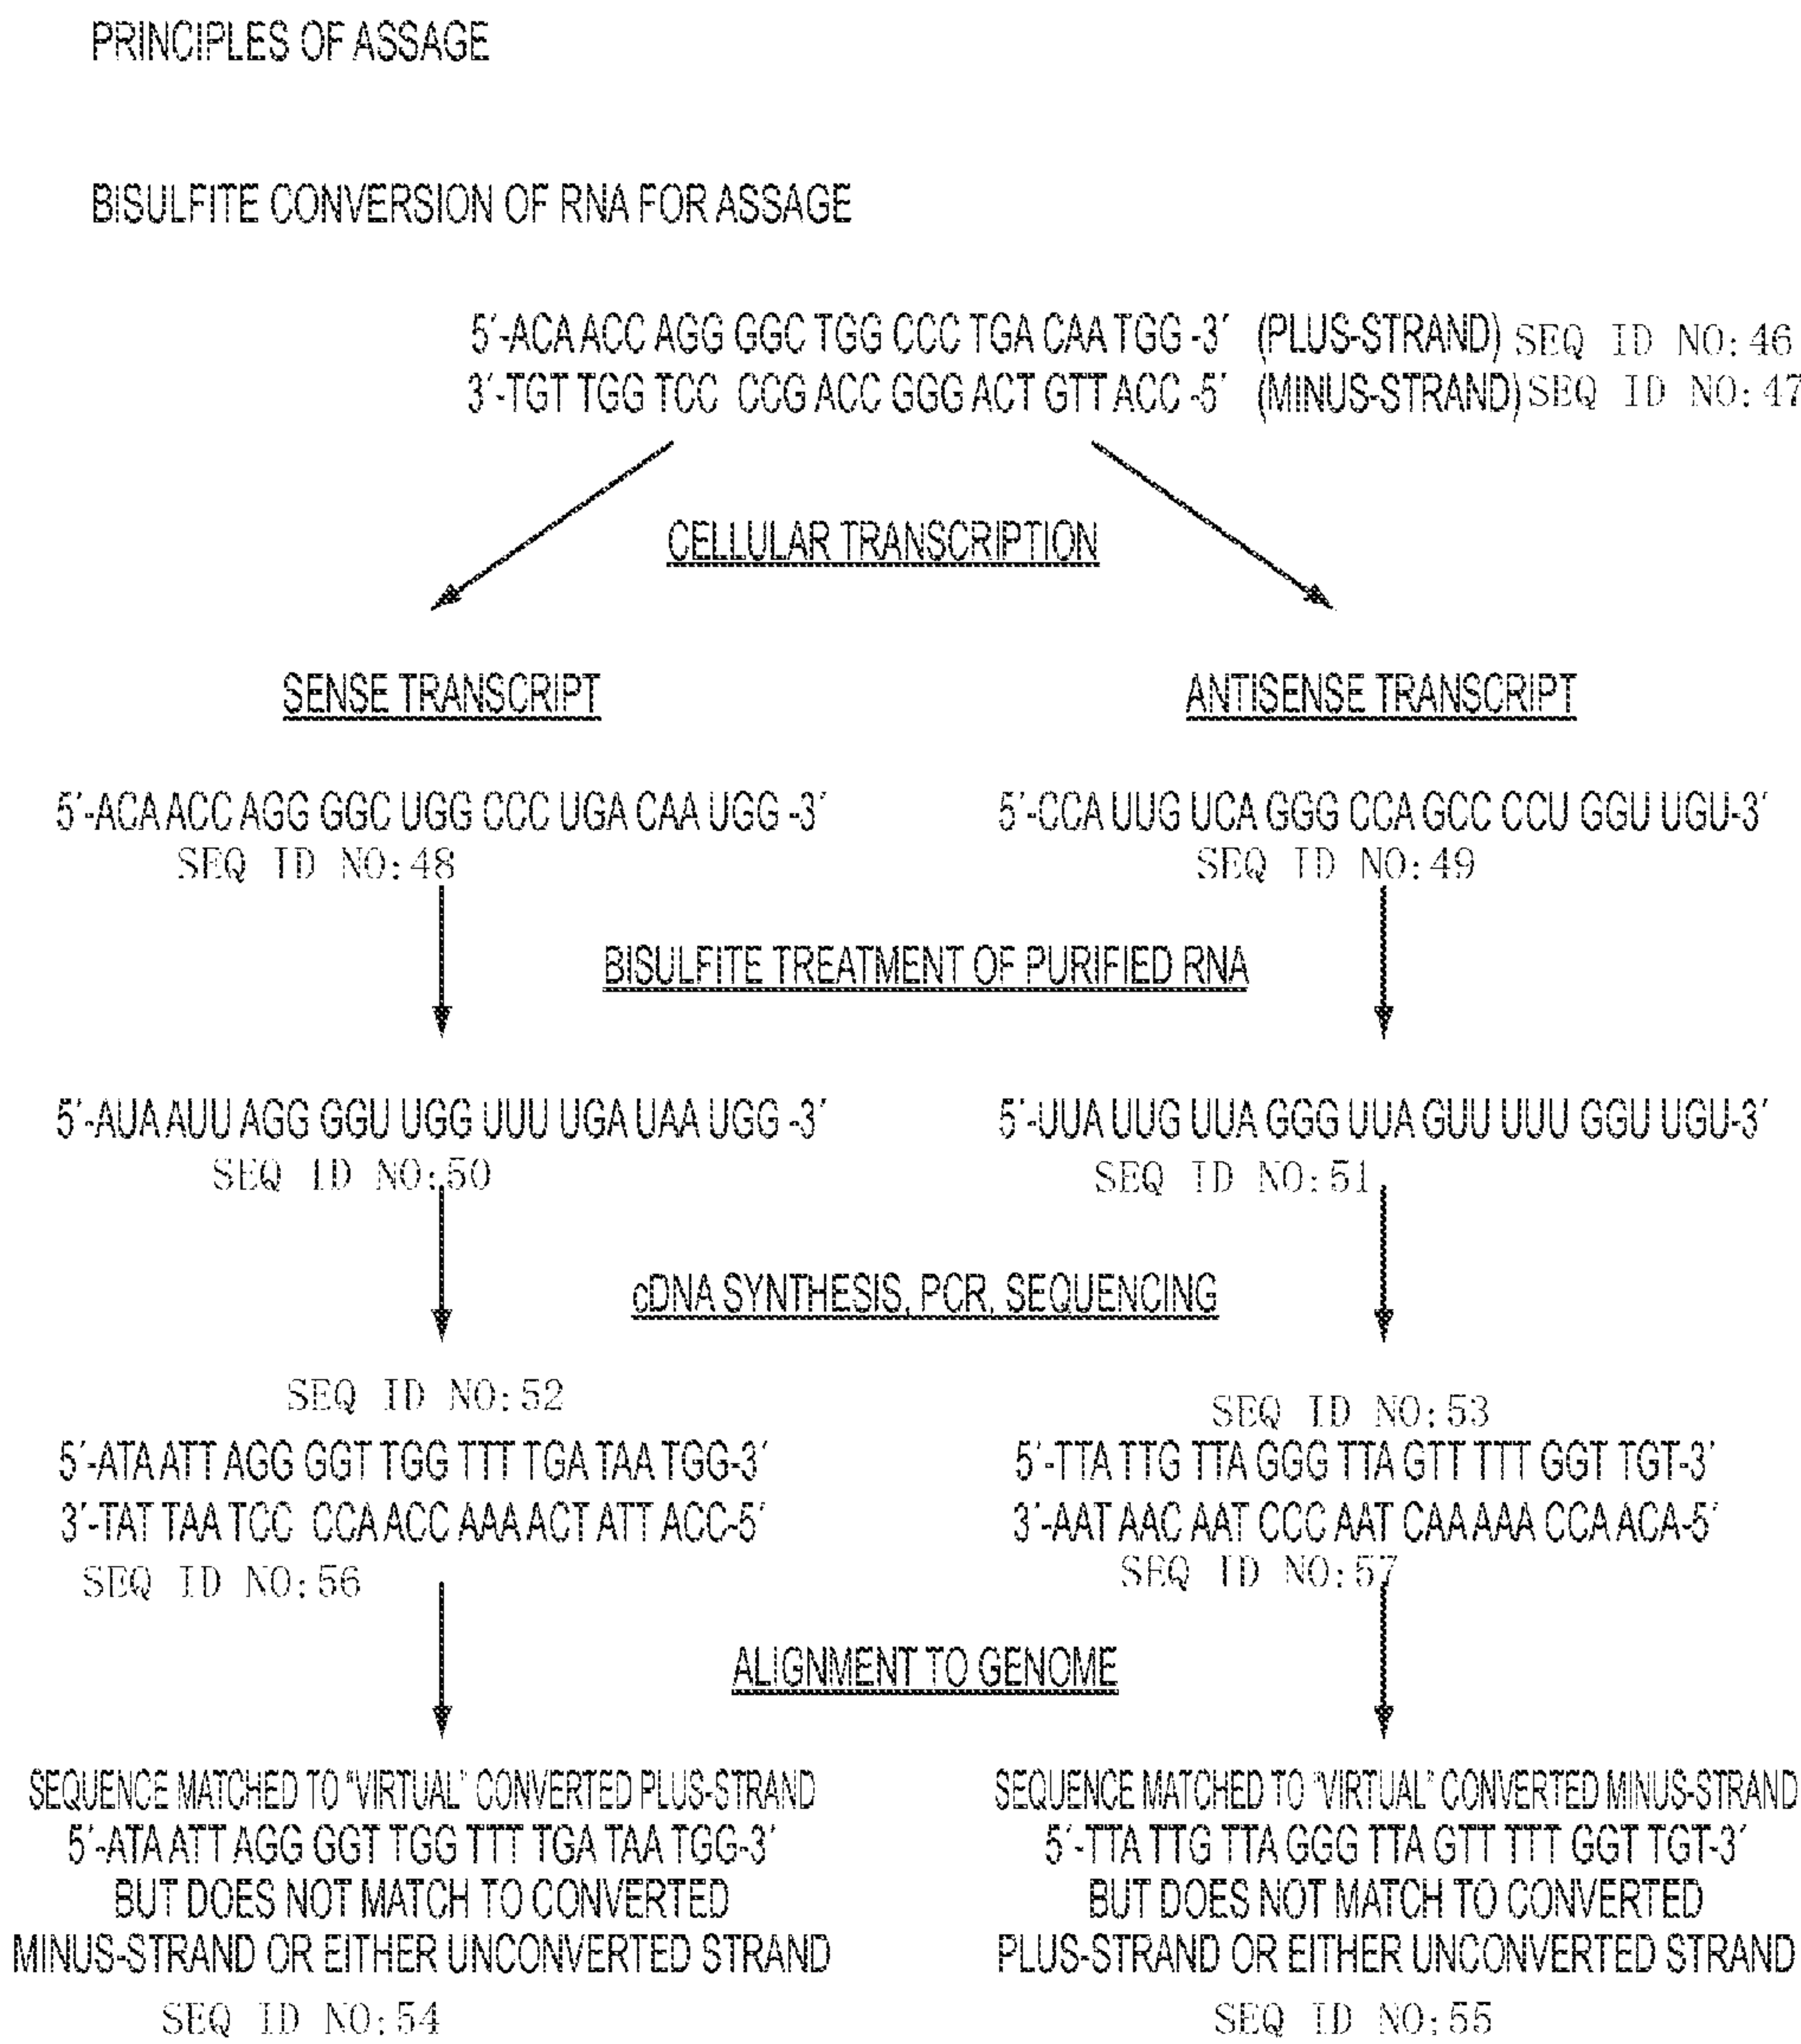 PRINCIPLES OF ASSAGE
BISULFITE CONVERSION OF RNA FOR ASSAGE
5´-ACA ACC AGG GGC TGG CCC TGA CAA TGG -3´ (PLUS-STRAND) SEQ ID NO:46
3´-TGT TGG TCC CCG ACC GGG ACT GTT ACC -5´ (MINUS-STRAND) SEQ ID NO:47
CELLULAR TRANSCRIPTION
SENSE TRANSCRIPT
ANTISENSE TRANSCRIPT
5´-ACA ACC AGG GGC UGG CCC UGA CAA UGG -3´
5´-CCA UUG UCA GGG CCA GCC CCU GGU UGU-3´
SEQ ID NO:48
SEQ ID NO:49
BISULFITE TREATMENT OF PURIFIED RNA
5´-AUA AUU AGG GGU UGG UUU UGA UAA UGG -3´
5´-UUA UUG UUA GGG UUA GUU UUU GGU UGU-3´
SEQ ID NO:50
SEQ ID NO:51
cDNA SYNTHESIS, PCR, SEQUENCING
SEQ ID NO:52
SEQ ID NO:53
5´-ATA ATT AGG GGT TGG TTT TGA TAA TGG-3´
5´-TTA TTG TTA GGG TTA GTT TTT GGT TGT-3´
3´-TAT TAA TCC CCA ACC AAA ACT ATT ACC-5´
3´-AAT AAC AAT CCC AAT CAA AAA CCA ACA-5´
SEQ ID NO:56
SEQ ID NO:57
ALIGNMENT TO GENOME
SEQUENCE MATCHED TO "VIRTUAL" CONVERTED PLUS-STRAND
5´-ATA ATT AGG GGT TGG TTT TGA TAA TGG-3´
BUT DOES NOT MATCH TO CONVERTED
MINUS-STRAND OR EITHER UNCONVERTED STRAND
SEQ ID NO:54
SEQUENCE MATCHED TO "VIRTUAL" CONVERTED MINUS-STRAND
5´-TTA TTG TTA GGG TTA GTT TTT GGT TGT-3´
BUT DOES NOT MATCH TO CONVERTED
PLUS-STRAND OR EITHER UNCONVERTED STRAND
SEQ ID NO:55